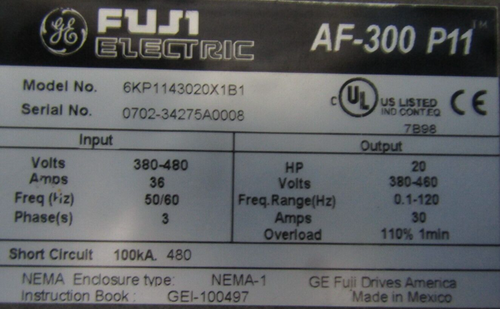 GE FUJI ELECTRIC AF-300 P11™
Model No. 6KP1143020X1B1
Serial No. 0702-34275A0008
C UL US LISTED IND CONT.EQ 7B98 CE
Input Output
Volts 380-480 HP 20
Amps 36 Volts 380-460
Freq (Hz) 50/60 Freq.Range(Hz) 0.1-120
Phase(s) 3 Amps 30
Overload 110% 1min
Short Circuit 100kA. 480
NEMA Enclosure type: NEMA-1 GE Fuji Drives America
Instruction Book : GEI-100497 Made in Mexico